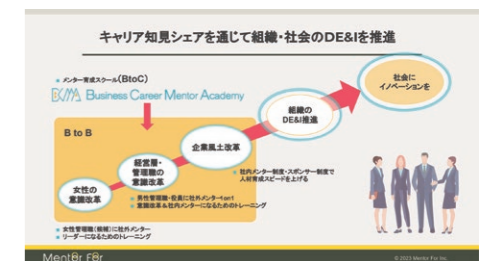 キャリア知見シェアを通じて組織・社会のDE&Iを推進
● メンター育成スクール(BtoC)
BCMA Business Career Mentor Academy
社会に
イノベーションを
組織の
DE&I推進
B to B
企業風土改革
経営層・
管理職の
意識改革
● 社内メンター制度・スポンサー制度で
人材育成スピードを上げる
女性の
意識改革
● 男性管理職・役員に社外メンター1on1
● 意識改革&社内メンターになるためのトレーニング
● 女性管理職(候補)に社外メンター
● リーダーになるためのトレーニング
Mentor For
© 2023 Mentor For Inc.